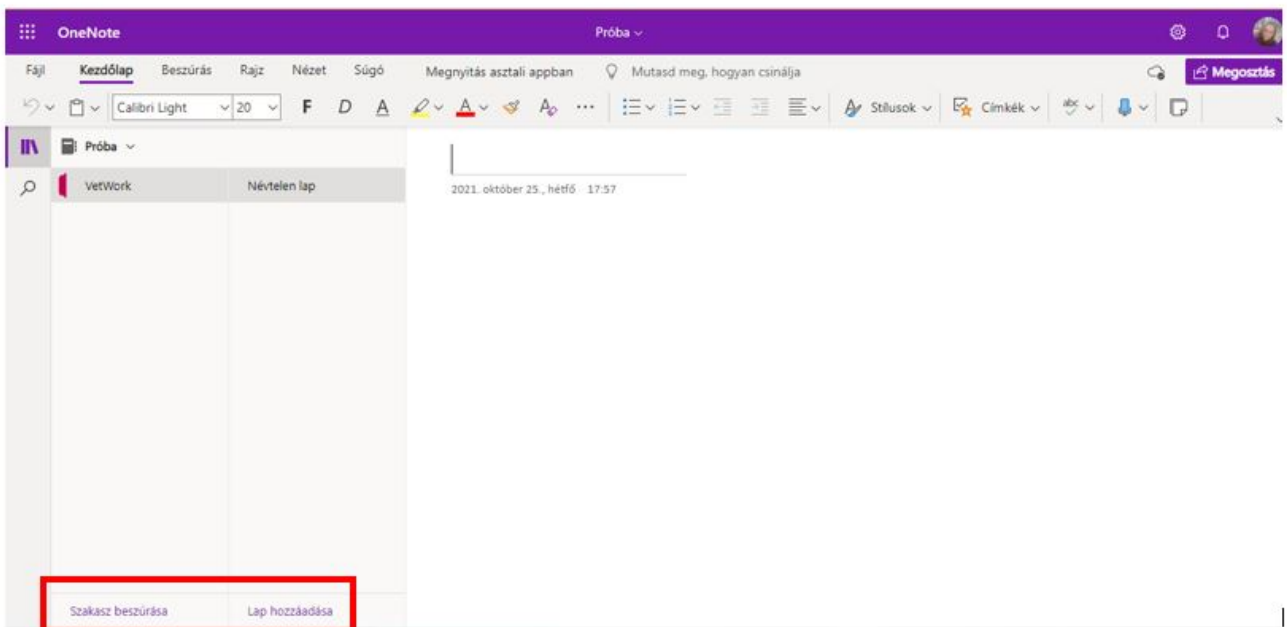 OneNote Próba
Fájl Kezdőlap Beszúrás Rajz Nézet Súgó Megnyitás asztali appban Mutasd meg, hogyan csinálja Megosztás
Calibri Light 20 F D A A A Stílusok Címkék abc
Próba
VetWork Névtelen lap
2021. október 25., hétfő 17:57
Szakasz beszúrása Lap hozzáadása